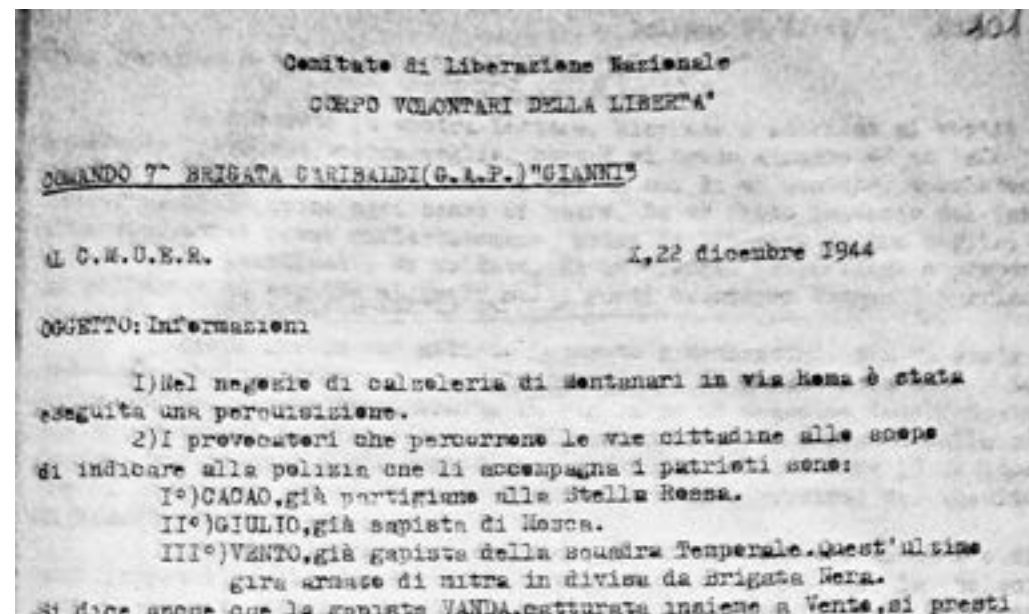 101
Comitato di Liberazione Nazionale
CORPO VOLONTARI DELLA LIBERTA'
COMANDO 7^ BRIGATA GARIBALDI(G.A.P.)"GIANNI"
AL C.M.U.E.R. I,22 dicembre 1944
OGGETTO:Informazioni
I)Nel negozio di calzoleria di Montanari in via Roma è stata
eseguita una perquisizione.
2)I provocatori che percorrono le vie cittadine allo scopo
di indicare alla polizia che li accompagna i patrioti sono:
I°)CACAO,già partigiano alla Stella Rossa.
II°)GIULIO,già sapista di Mosca.
III°)VENTO,già gapista della squadra Temporale.Quest'ultimo
gira armato di mitra in divisa da Brigata Nera.
Si dice anche che la gapista VANDA,catturata insieme a Vento,si presti